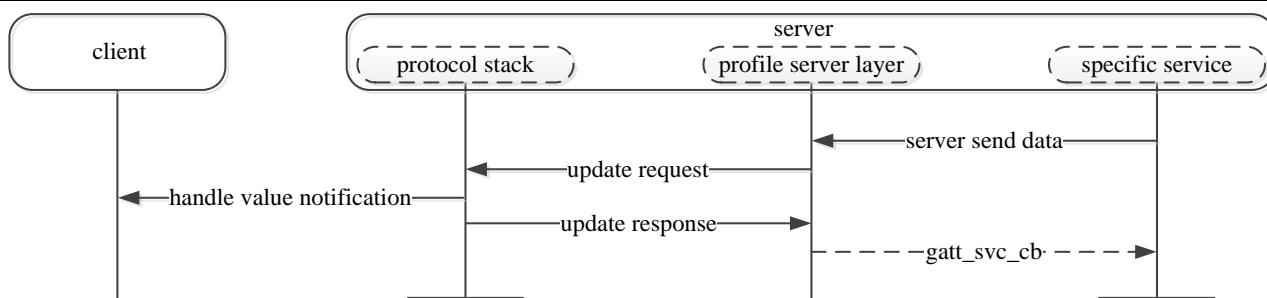 server
client
protocol stack
profile server layer
specific service
server send data
update request
handle value notification
update response
gatt_svc_cb